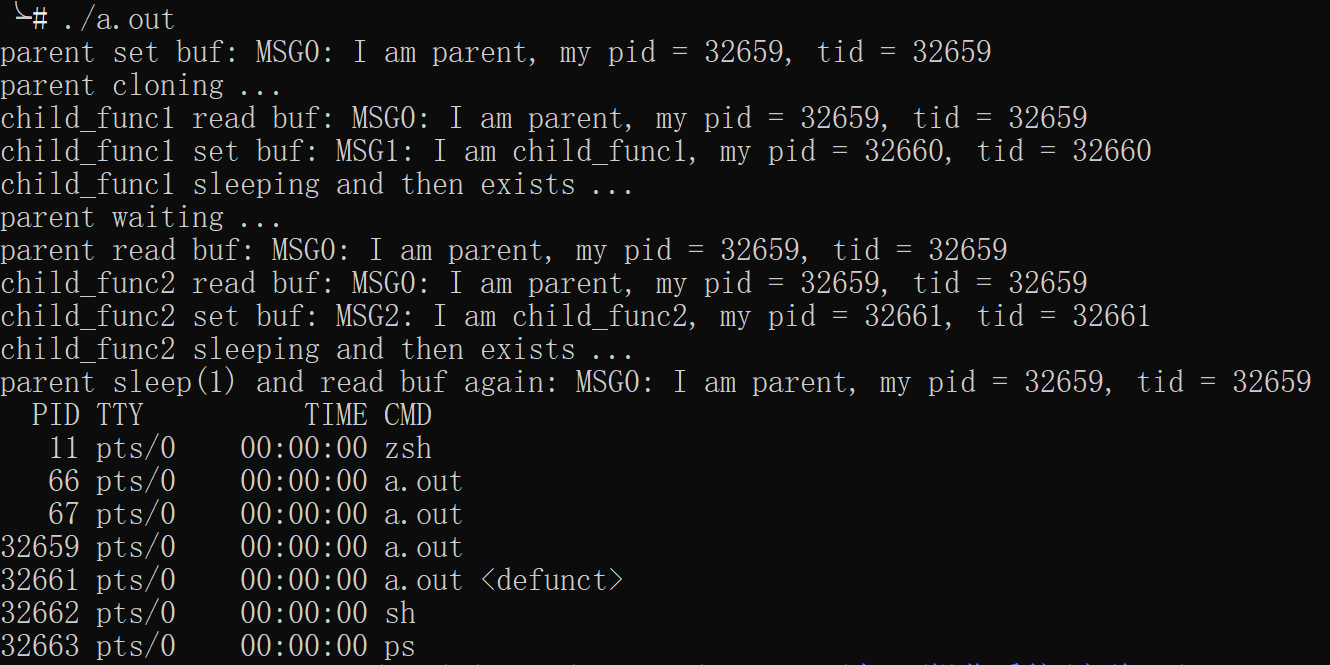 ╰─# ./a.out
parent set buf: MSG0: I am parent, my pid = 32659, tid = 32659
parent cloning ...
child_func1 read buf: MSG0: I am parent, my pid = 32659, tid = 32659
child_func1 set buf: MSG1: I am child_func1, my pid = 32660, tid = 32660
child_func1 sleeping and then exists ...
parent waiting ...
parent read buf: MSG0: I am parent, my pid = 32659, tid = 32659
child_func2 read buf: MSG0: I am parent, my pid = 32659, tid = 32659
child_func2 set buf: MSG2: I am child_func2, my pid = 32661, tid = 32661
child_func2 sleeping and then exists ...
parent sleep(1) and read buf again: MSG0: I am parent, my pid = 32659, tid = 32659
  PID TTY          TIME CMD
   11 pts/0    00:00:00 zsh
   66 pts/0    00:00:00 a.out
   67 pts/0    00:00:00 a.out
32659 pts/0    00:00:00 a.out
32661 pts/0    00:00:00 a.out <defunct>
32662 pts/0    00:00:00 sh
32663 pts/0    00:00:00 ps